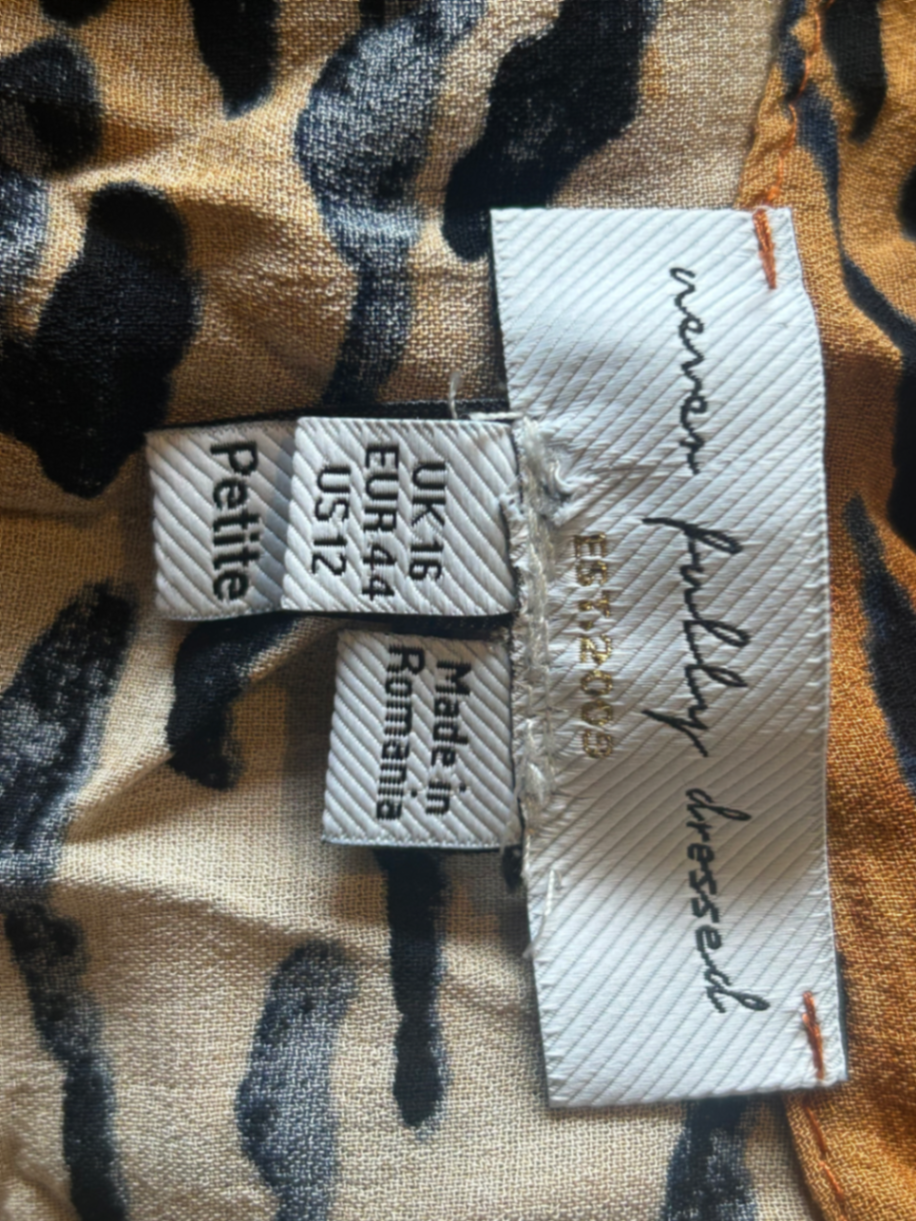 never fully dressed
EST.2009
UK 16
EUR 44
US 12
Petite
Made in
Romania